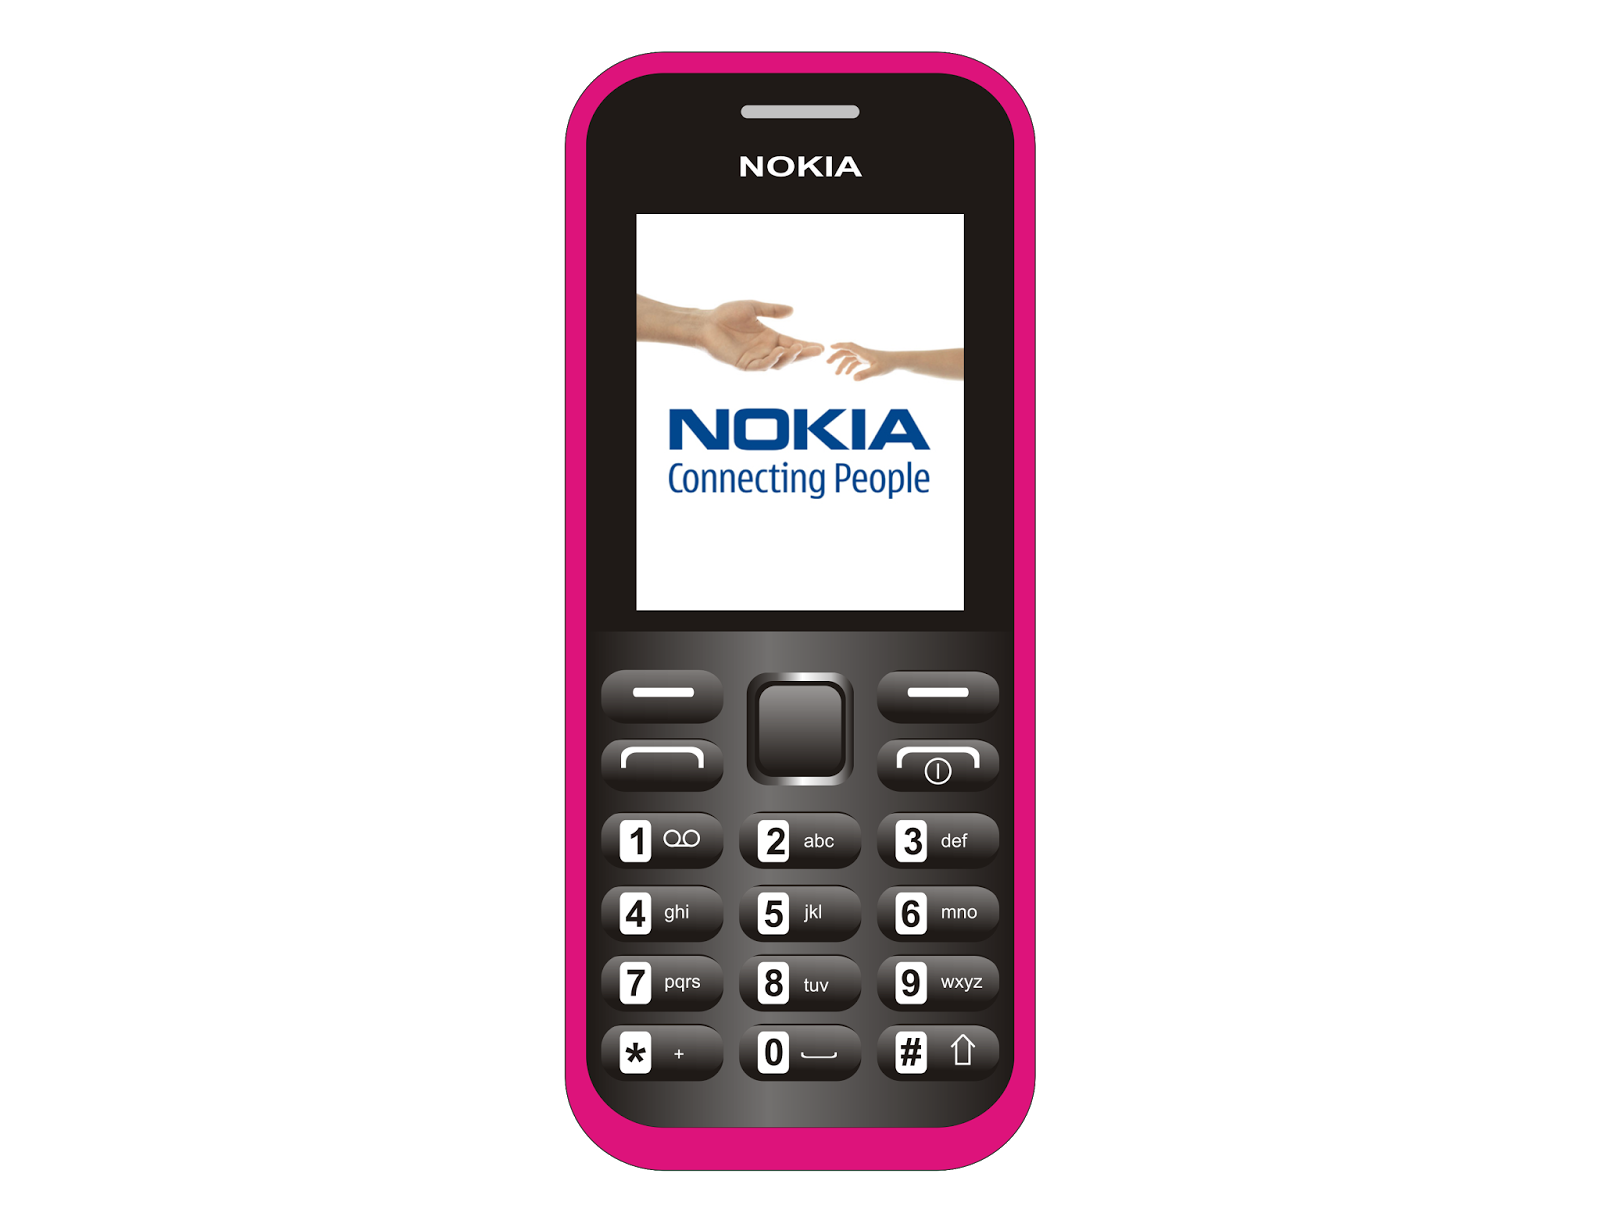 NOKIA
NOKIA
Connecting People
1 2 abc 3 def
4 ghi 5 jkl 6 mno
7 pqrs 8 tuv 9 wxyz
* + 0 #